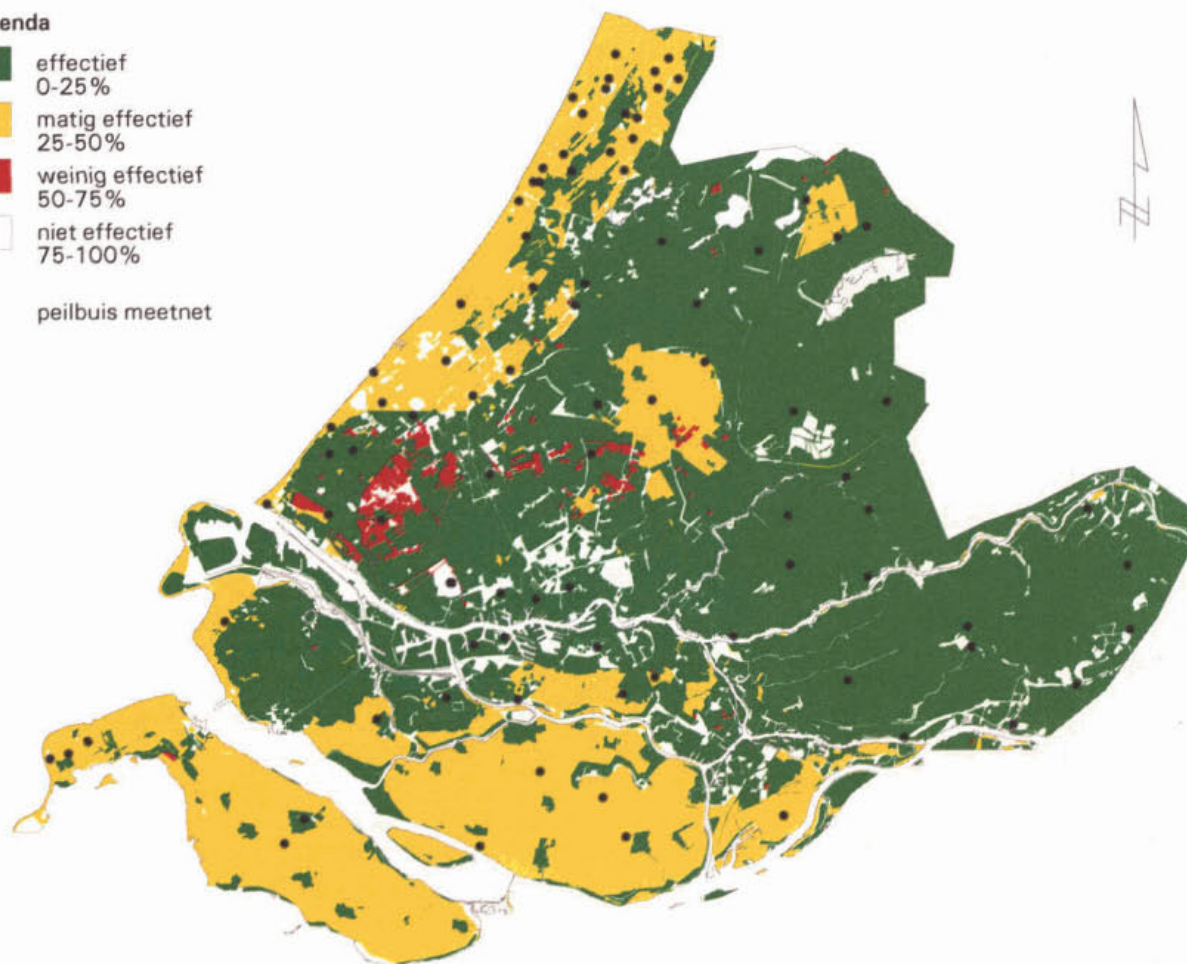 enda
effectief
0-25%
matig effectief
25-50%
weinig effectief
50-75%
niet effectief
75-100%
peilbuis meetnet